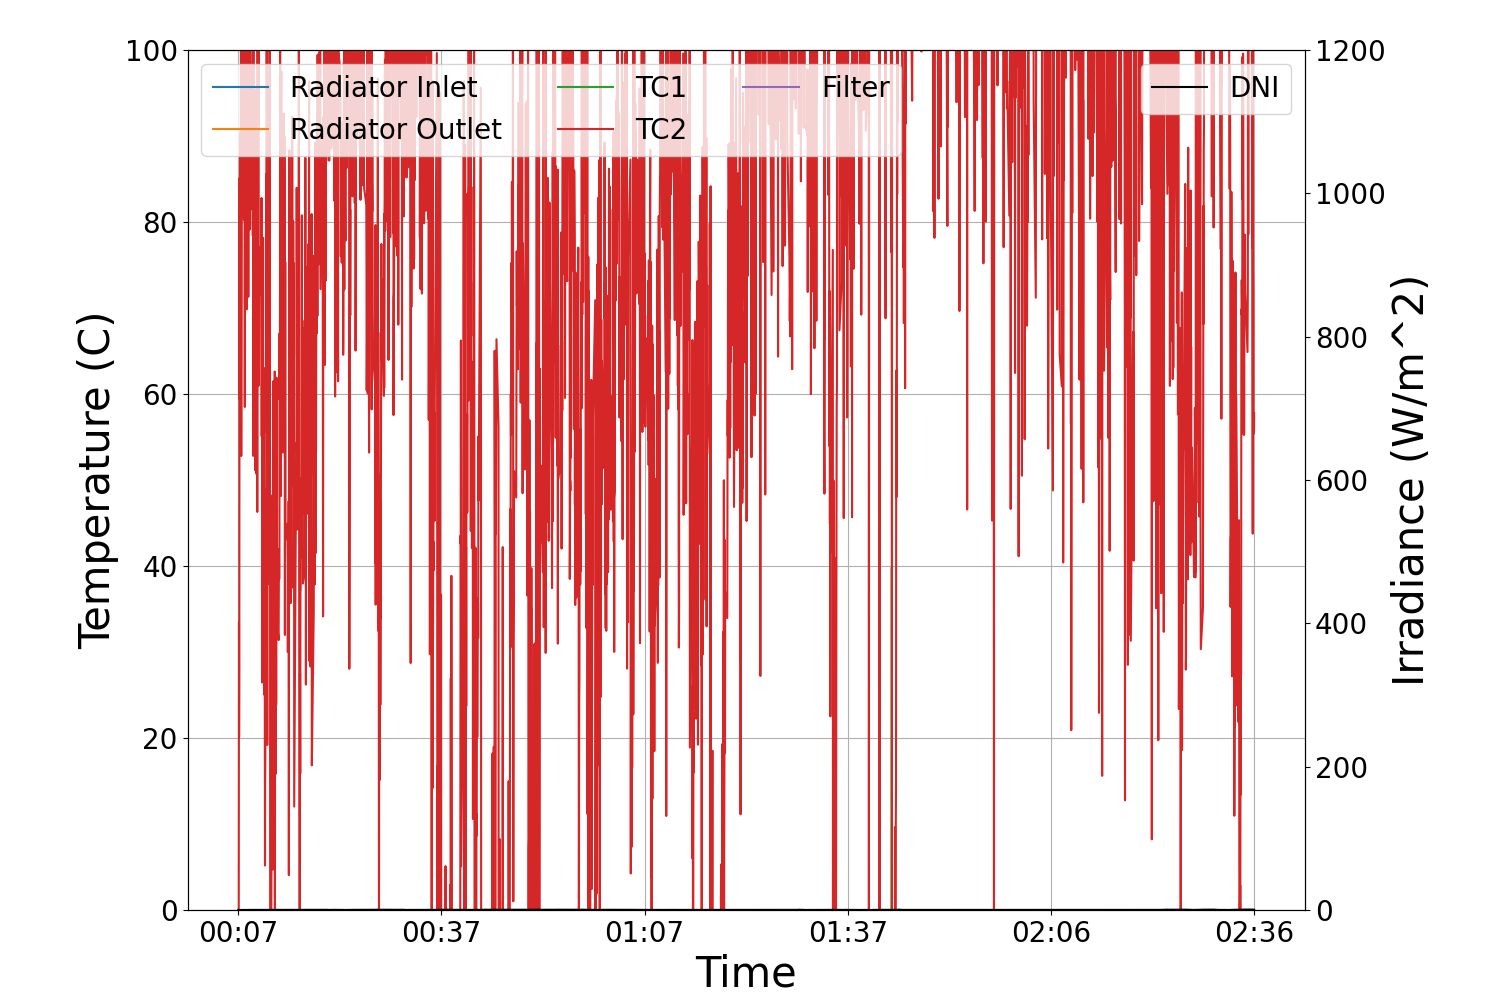 100
80
60
40
20
0
Temperature (C)
Radiator Inlet
Radiator Outlet
TC1
TC2
Filter
DNI
1200
1000
800
600
400
200
0
Irradiance (W/m^2)
00:07
00:37
01:07
01:37
02:06
02:36
Time